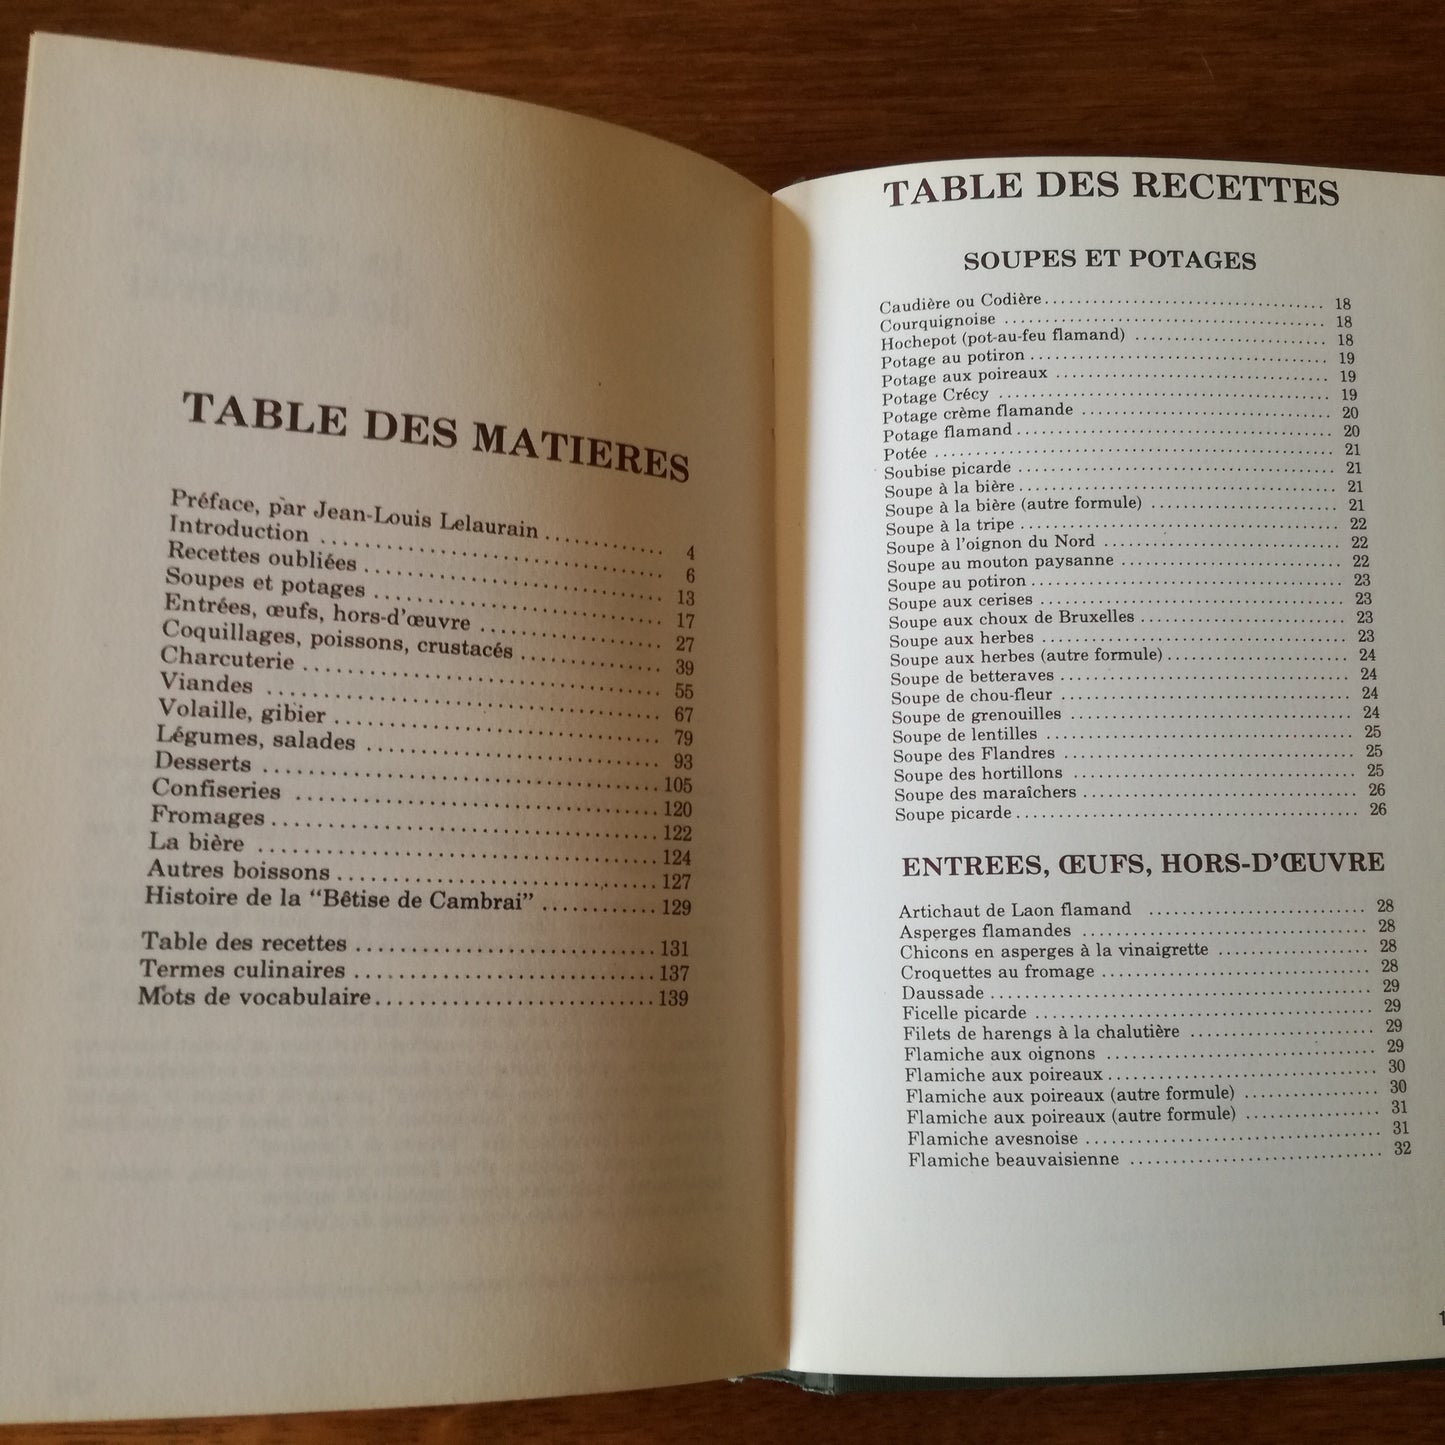 TABLE DES MATIERES
Préface, par Jean-Louis Lelaurain ............ 4
Introduction .............................. 6
Recettes oubliées .......................... 13
Soupes et potages ......................... 17
Entrées, œufs, hors-d'œuvre ................ 27
Coquillages, poissons, crustacés ............. 39
Charcuterie ............................... 55
Viandes .................................. 67
Volaille, gibier ............................ 79
Légumes, salades .......................... 93
Desserts .................................. 105
Confiseries ............................... 120
Fromages ................................. 122
La bière .................................. 124
Autres boissons ............................ 127
Histoire de la "Bêtise de Cambrai" ........... 129
Table des recettes .......................... 131
Termes culinaires .......................... 137
Mots de vocabulaire ........................ 139
TABLE DES RECETTES
SOUPES ET POTAGES
Caudière ou Codière ................................. 18
Courquignoise ...................................... 18
Hochepot (pot-au-feu flamand) ....................... 18
Potage au potiron ................................... 19
Potage aux poireaux ................................. 19
Potage Crécy ....................................... 19
Potage crème flamande .............................. 20
Potage flamand ..................................... 20
Potée .............................................. 21
Soubise picarde ..................................... 21
Soupe à la bière .................................... 21
Soupe à la bière (autre formule) ..................... 21
Soupe à la tripe .................................... 22
Soupe à l'oignon du Nord ............................ 22
Soupe au mouton paysanne ........................... 22
Soupe au potiron .................................... 23
Soupe aux cerises ................................... 23
Soupe aux choux de Bruxelles ........................ 23
Soupe aux herbes ................................... 23
Soupe aux herbes (autre formule) ..................... 24
Soupe de betteraves ................................. 24
Soupe de chou-fleur ................................. 24
Soupe de grenouilles ................................ 24
Soupe de lentilles ................................... 25
Soupe des Flandres .................................. 25
Soupe des hortillons ................................. 25
Soupe des maraîchers ................................ 26
Soupe picarde ....................................... 26
ENTREES, ŒUFS, HORS-D'ŒUVRE
Artichaut de Laon flamand .......................... 28
Asperges flamandes ................................. 28
Chicons en asperges à la vinaigrette .................. 28
Croquettes au fromage ............................... 28
Daussade ........................................... 29
Ficelle picarde ...................................... 29
Filets de harengs à la chalutière ...................... 29
Flamiche aux oignons ............................... 29
Flamiche aux poireaux .............................. 30
Flamiche aux poireaux (autre formule) ................ 30
Flamiche aux poireaux (autre formule) ................ 31
Flamiche avesnoise ................................. 31
Flamiche beauvaisienne ............................. 32